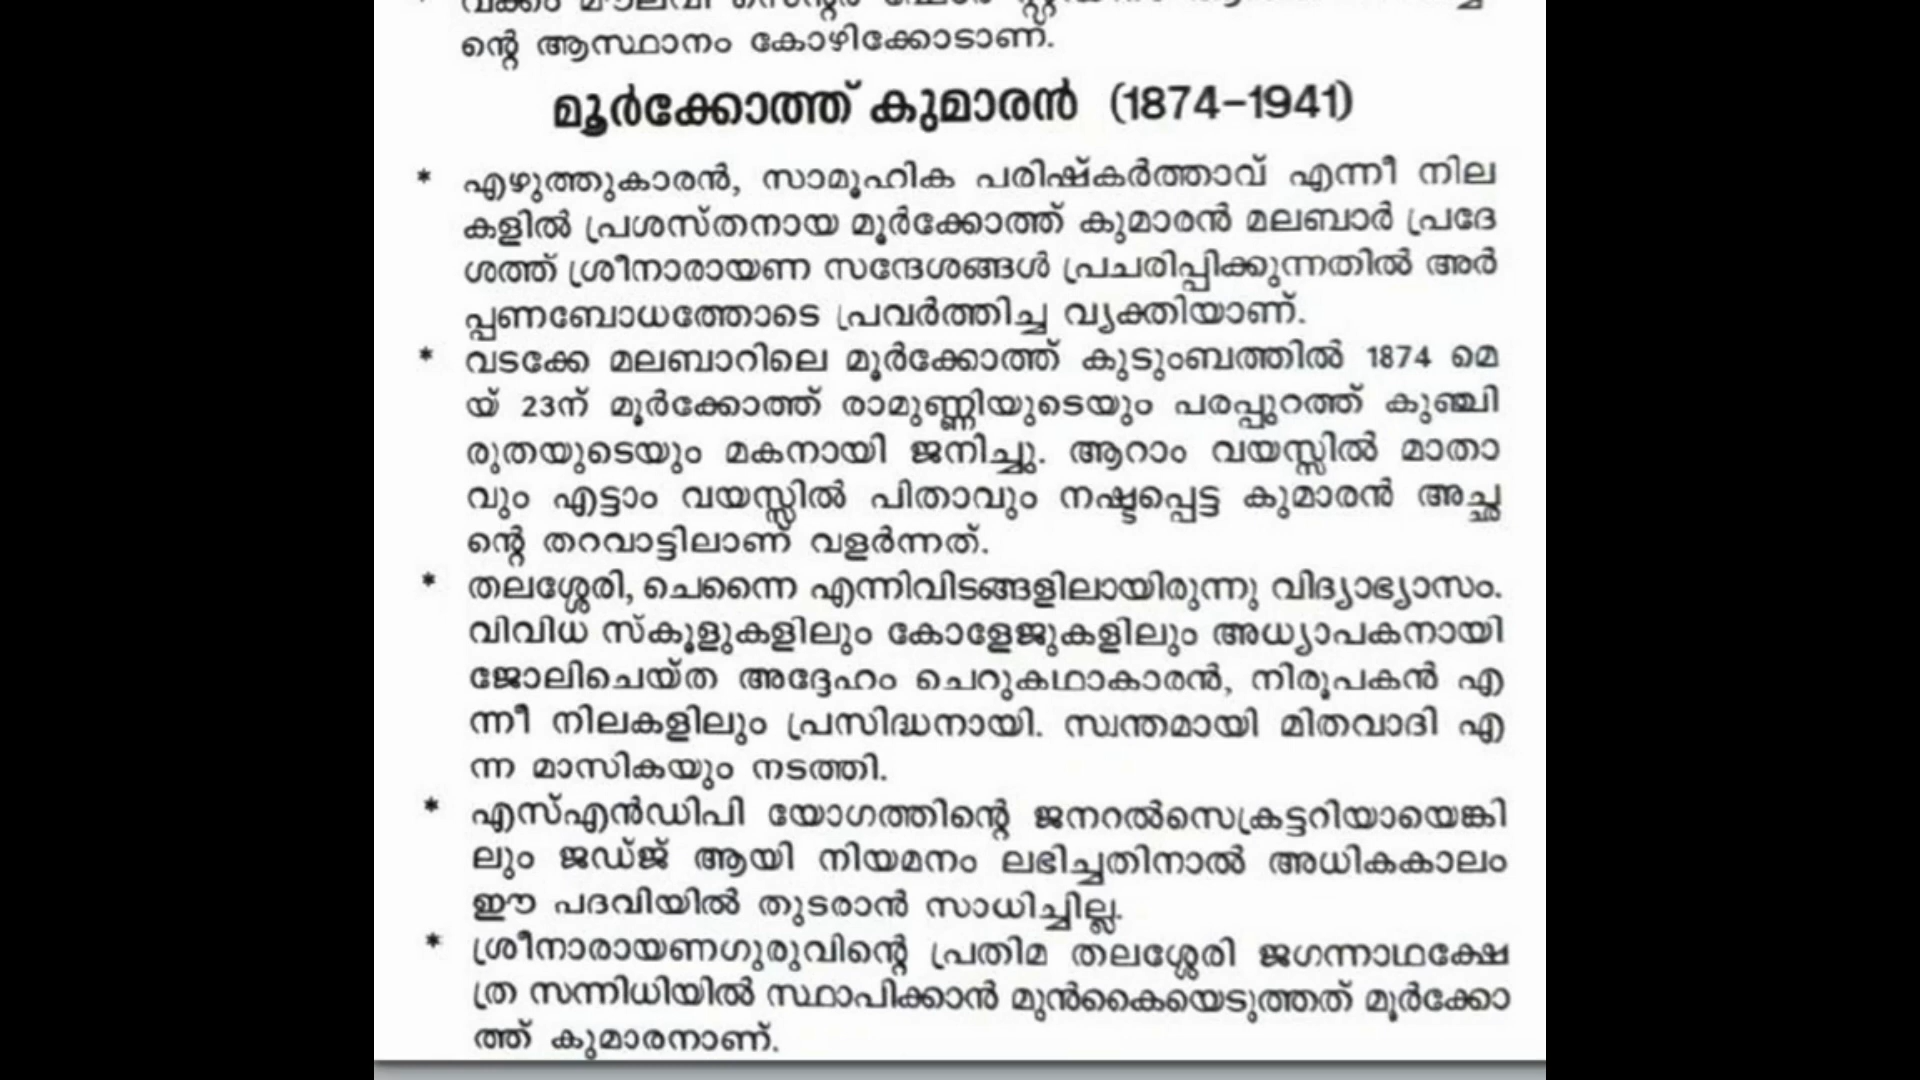 ന്റെ ആസ്ഥാനം കോഴിക്കോടാണ്.
മൂർക്കോത്ത് കുമാരൻ (1874–1941)
* എഴുത്തുകാരൻ, സാമൂഹിക പരിഷ്കർത്താവ് എന്നീ നില
കളിൽ പ്രശസ്തനായ മൂർക്കോത്ത് കുമാരൻ മലബാർ പ്രദേ
ശത്ത് ശ്രീനാരായണ സന്ദേശങ്ങൾ പ്രചരിപ്പിക്കുന്നതിൽ അർ
പ്പണബോധത്തോടെ പ്രവർത്തിച്ച വ്യക്തിയാണ്.
* വടക്കേ മലബാറിലെ മൂർക്കോത്ത് കുടുംബത്തിൽ 1874 മെ
യ് 23ന് മൂർക്കോത്ത് രാമുണ്ണിയുടെയും പരപ്പുറത്ത് കുഞ്ചി
രുതയുടെയും മകനായി ജനിച്ചു. ആറാം വയസ്സിൽ മാതാ
വും എട്ടാം വയസ്സിൽ പിതാവും നഷ്ടപ്പെട്ട കുമാരൻ അച്ഛ
ന്റെ തറവാട്ടിലാണ് വളർന്നത്.
* തലശ്ശേരി, ചെന്നൈ എന്നിവിടങ്ങളിലായിരുന്നു വിദ്യാഭ്യാസം.
വിവിധ സ്കൂളുകളിലും കോളേജുകളിലും അധ്യാപകനായി
ജോലിചെയ്ത അദ്ദേഹം ചെറുകഥാകാരൻ, നിരൂപകൻ എ
ന്നീ നിലകളിലും പ്രസിദ്ധനായി. സ്വന്തമായി മിതവാദി എ
ന്ന മാസികയും നടത്തി.
* എസ്എൻഡിപി യോഗത്തിന്റെ ജനറൽസെക്രട്ടറിയായെങ്കി
ലും ജഡ്ജ് ആയി നിയമനം ലഭിച്ചതിനാൽ അധികകാലം
ഈ പദവിയിൽ തുടരാൻ സാധിച്ചില്ല.
* ശ്രീനാരായണഗുരുവിന്റെ പ്രതിമ തലശ്ശേരി ജഗന്നാഥക്ഷേ
ത്ര സന്നിധിയിൽ സ്ഥാപിക്കാൻ മുൻകൈയെടുത്തത് മൂർക്കോ
ത്ത് കുമാരനാണ്.